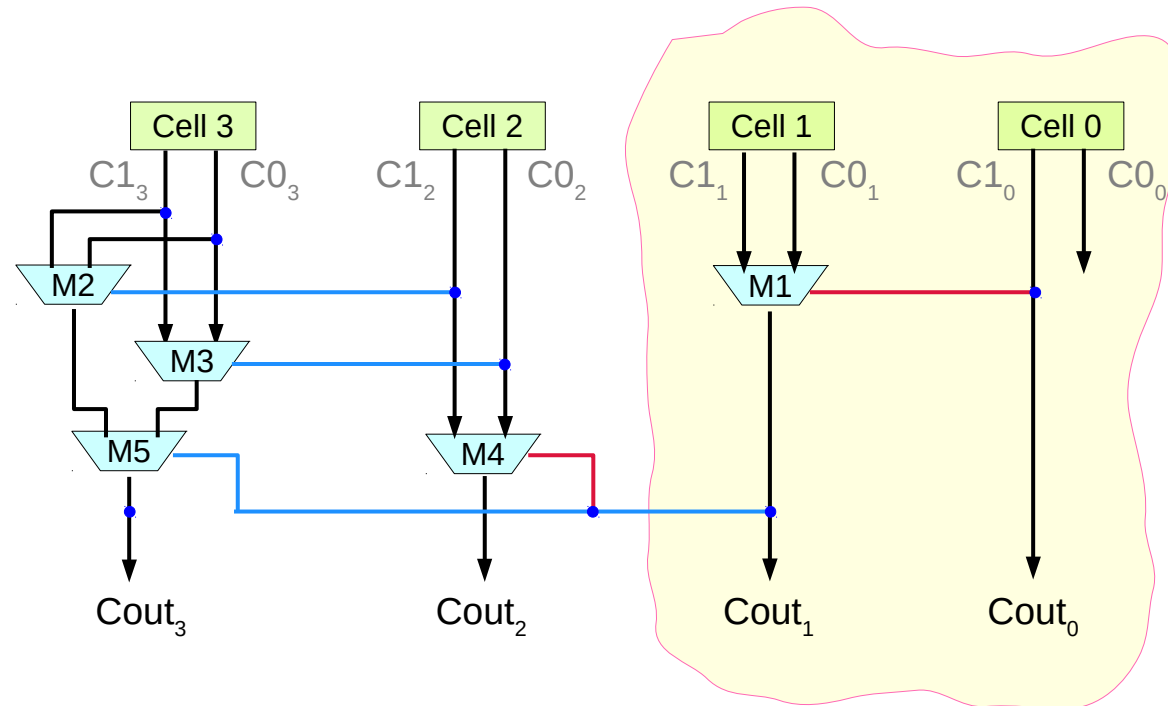 Cell 3 Cell 2 Cell 1 Cell 0
C1₃ C0₃ C1₂ C0₂ C1₁ C0₁ C1₀ C0₀
M2 M1
M3
M5 M4
Cout₃ Cout₂ Cout₁ Cout₀